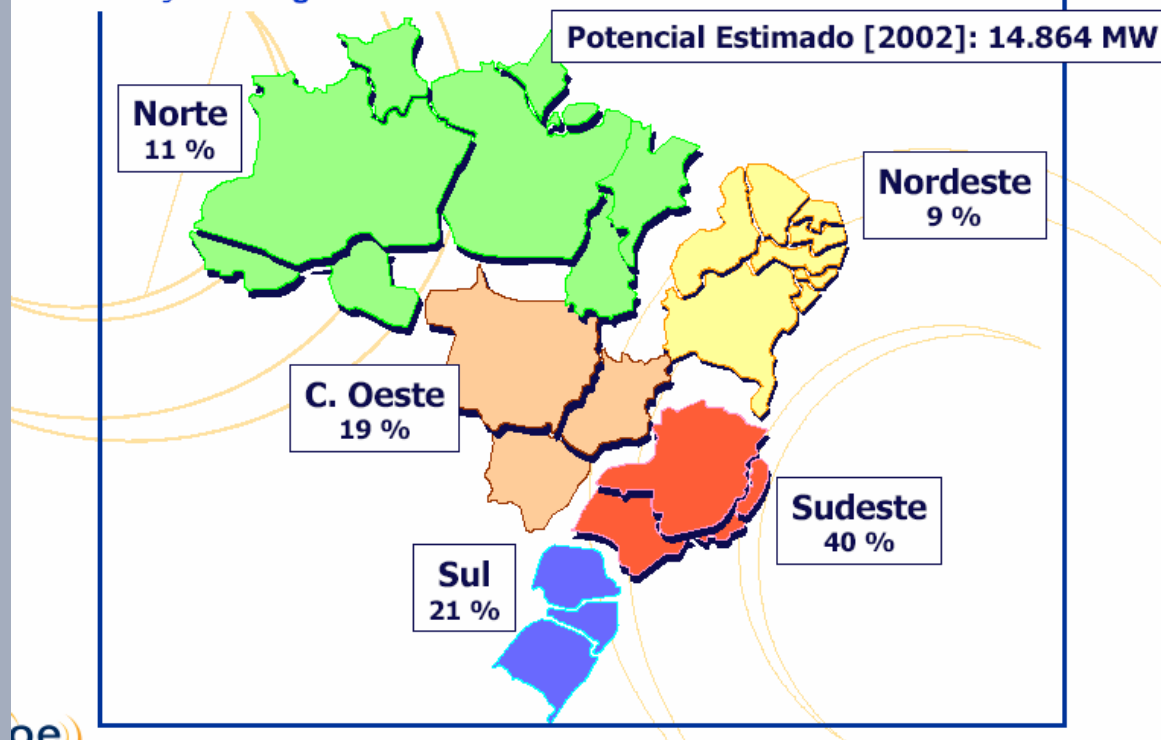 Potencial Estimado [2002]: 14.864 MW
Norte
11 %
Nordeste
9 %
C. Oeste
19 %
Sudeste
40 %
Sul
21 %